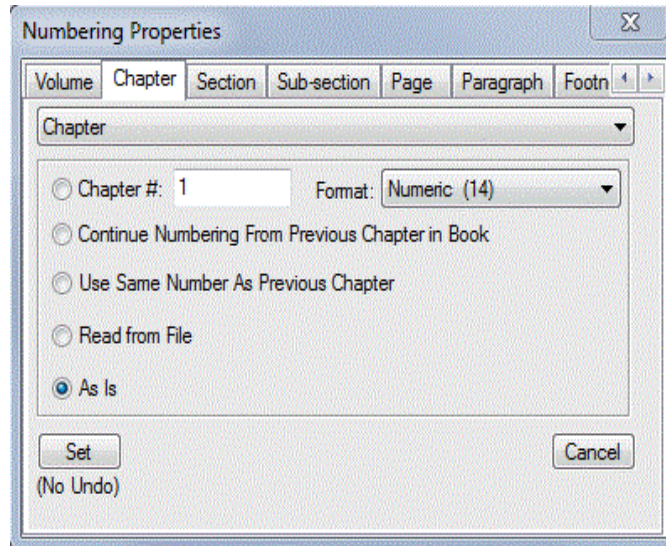 Numbering Properties
Volume Chapter Section Sub-section Page Paragraph Footn
Chapter
Chapter #: 1 Format: Numeric (14)
Continue Numbering From Previous Chapter in Book
Use Same Number As Previous Chapter
Read from File
As Is
Set Cancel
(No Undo)